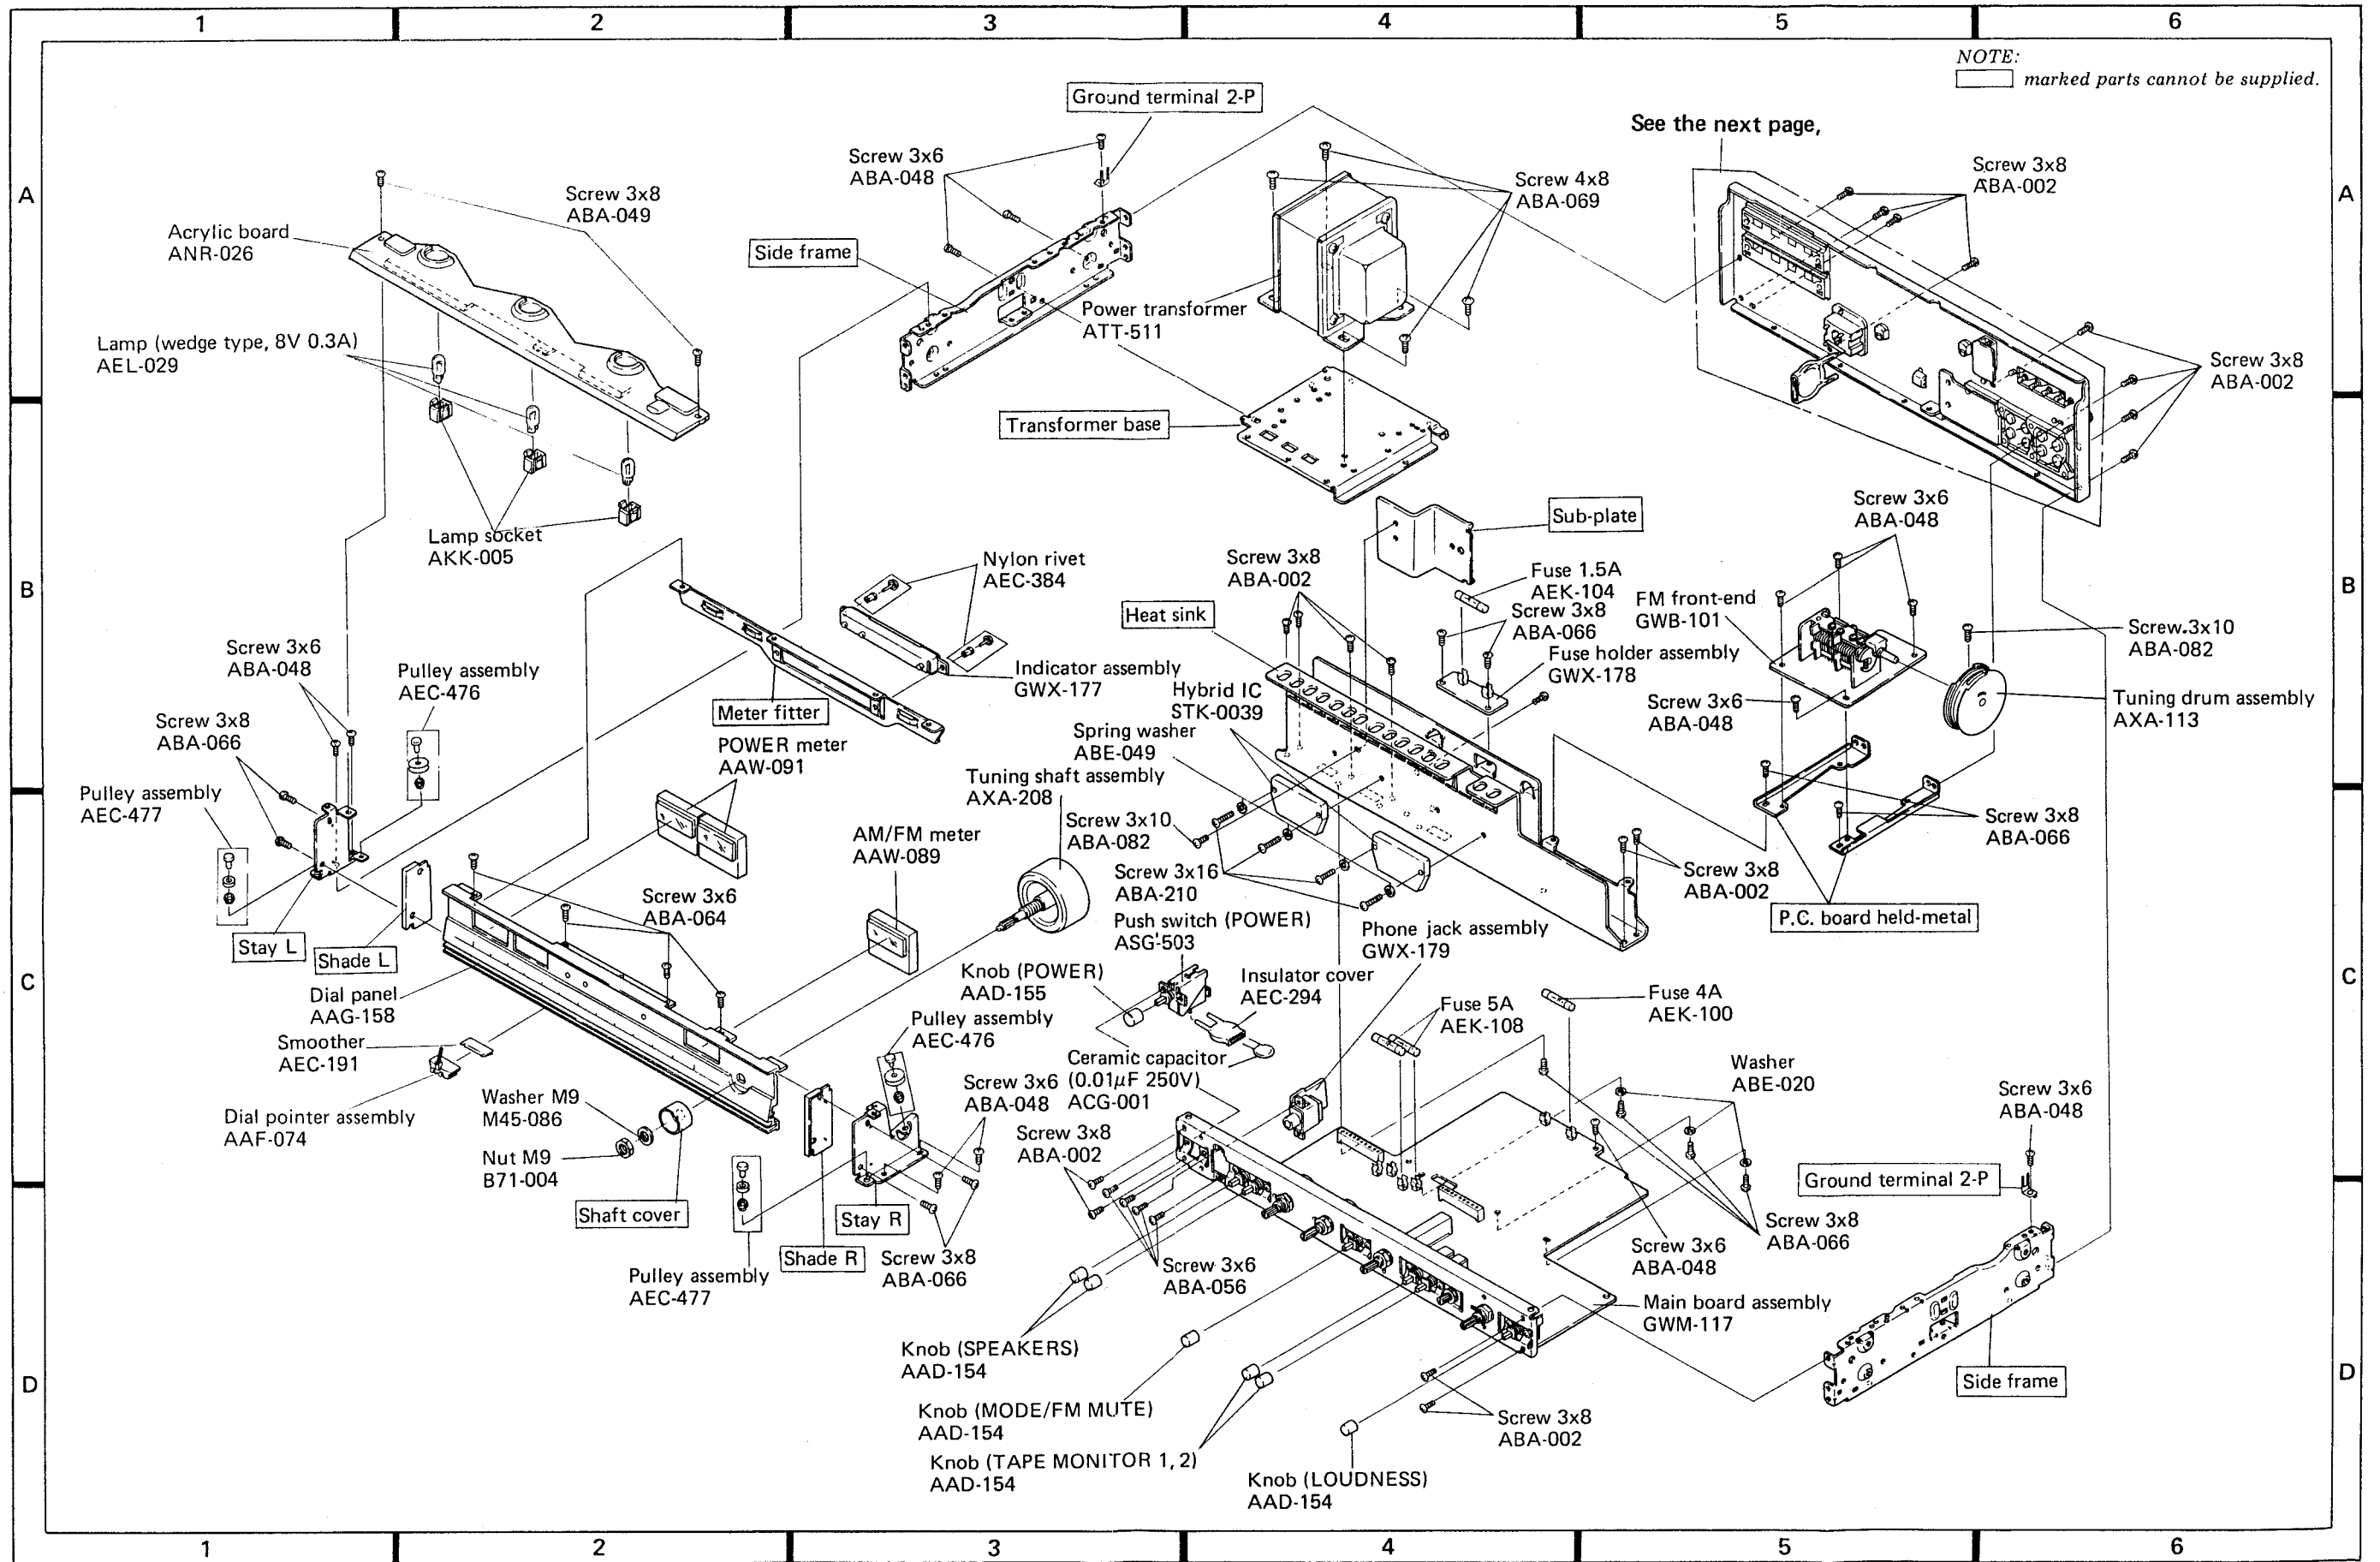 1 2 3 4 5 6
NOTE:
marked parts cannot be supplied.
A
A
B
B
C
C
D
D
Ground terminal 2-P
See the next page,
Screw 3x6
ABA-048
Screw 3x8
ABA-049
Screw 4x8
ABA-069
Screw 3x8
ABA-002
Acrylic board
ANR-026
Side frame
Power transformer
ATT-511
Lamp (wedge type, 8V 0.3A)
AEL-029
Screw 3x8
ABA-002
Transformer base
Lamp socket
AKK-005
Sub-plate
Screw 3x6
ABA-048
Nylon rivet
AEC-384
Screw 3x8
ABA-002
Fuse 1.5A
AEK-104
Heat sink
Screw 3x8
ABA-066
FM front-end
GWB-101
Screw.3x10
ABA-082
Screw 3x6
ABA-048
Pulley assembly
AEC-476
Indicator assembly
GWX-177
Fuse holder assembly
GWX-178
Hybrid IC
STK-0039
Screw 3x6
ABA-048
Tuning drum assembly
AXA-113
Meter fitter
Screw 3x8
ABA-066
Spring washer
ABE-049
POWER meter
AAW-091
Tuning shaft assembly
AXA-208
Pulley assembly
AEC-477
Screw 3x10
ABA-082
AM/FM meter
AAW-089
Screw 3x8
ABA-066
Screw 3x16
ABA-210
Screw 3x8
ABA-002
Screw 3x6
ABA-064
Push switch (POWER)
ASG-503
Phone jack assembly
GWX-179
P.C. board held-metal
Stay L
Shade L
Knob (POWER)
AAD-155
Insulator cover
AEC-294
Dial panel
AAG-158
Fuse 5A
AEK-108
Fuse 4A
AEK-100
Pulley assembly
AEC-476
Smoother
AEC-191
Ceramic capacitor
(0.01μF 250V)
ACG-001
Washer
ABE-020
Screw 3x6
ABA-048
Screw 3x6
ABA-048
Dial pointer assembly
AAF-074
Washer M9
M45-086
Nut M9
B71-004
Screw 3x8
ABA-002
Ground terminal 2-P
Shaft cover
Stay R
Shade R
Screw 3x8
ABA-066
Screw 3x8
ABA-066
Screw 3x6
ABA-048
Pulley assembly
AEC-477
Screw 3x6
ABA-056
Main board assembly
GWM-117
Knob (SPEAKERS)
AAD-154
Side frame
Knob (MODE/FM MUTE)
AAD-154
Screw 3x8
ABA-002
Knob (TAPE MONITOR 1, 2)
AAD-154
Knob (LOUDNESS)
AAD-154
1 2 3 4 5 6